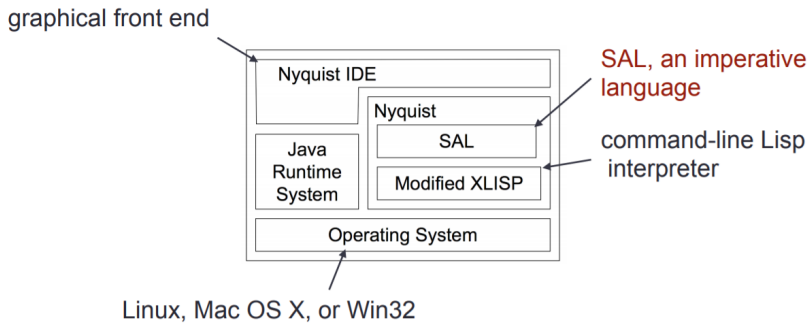 graphical front end
Nyquist IDE
SAL, an imperative
language
Nyquist
SAL
command-line Lisp
interpreter
Java
Runtime
System
Modified XLISP
Operating System
Linux, Mac OS X, or Win32